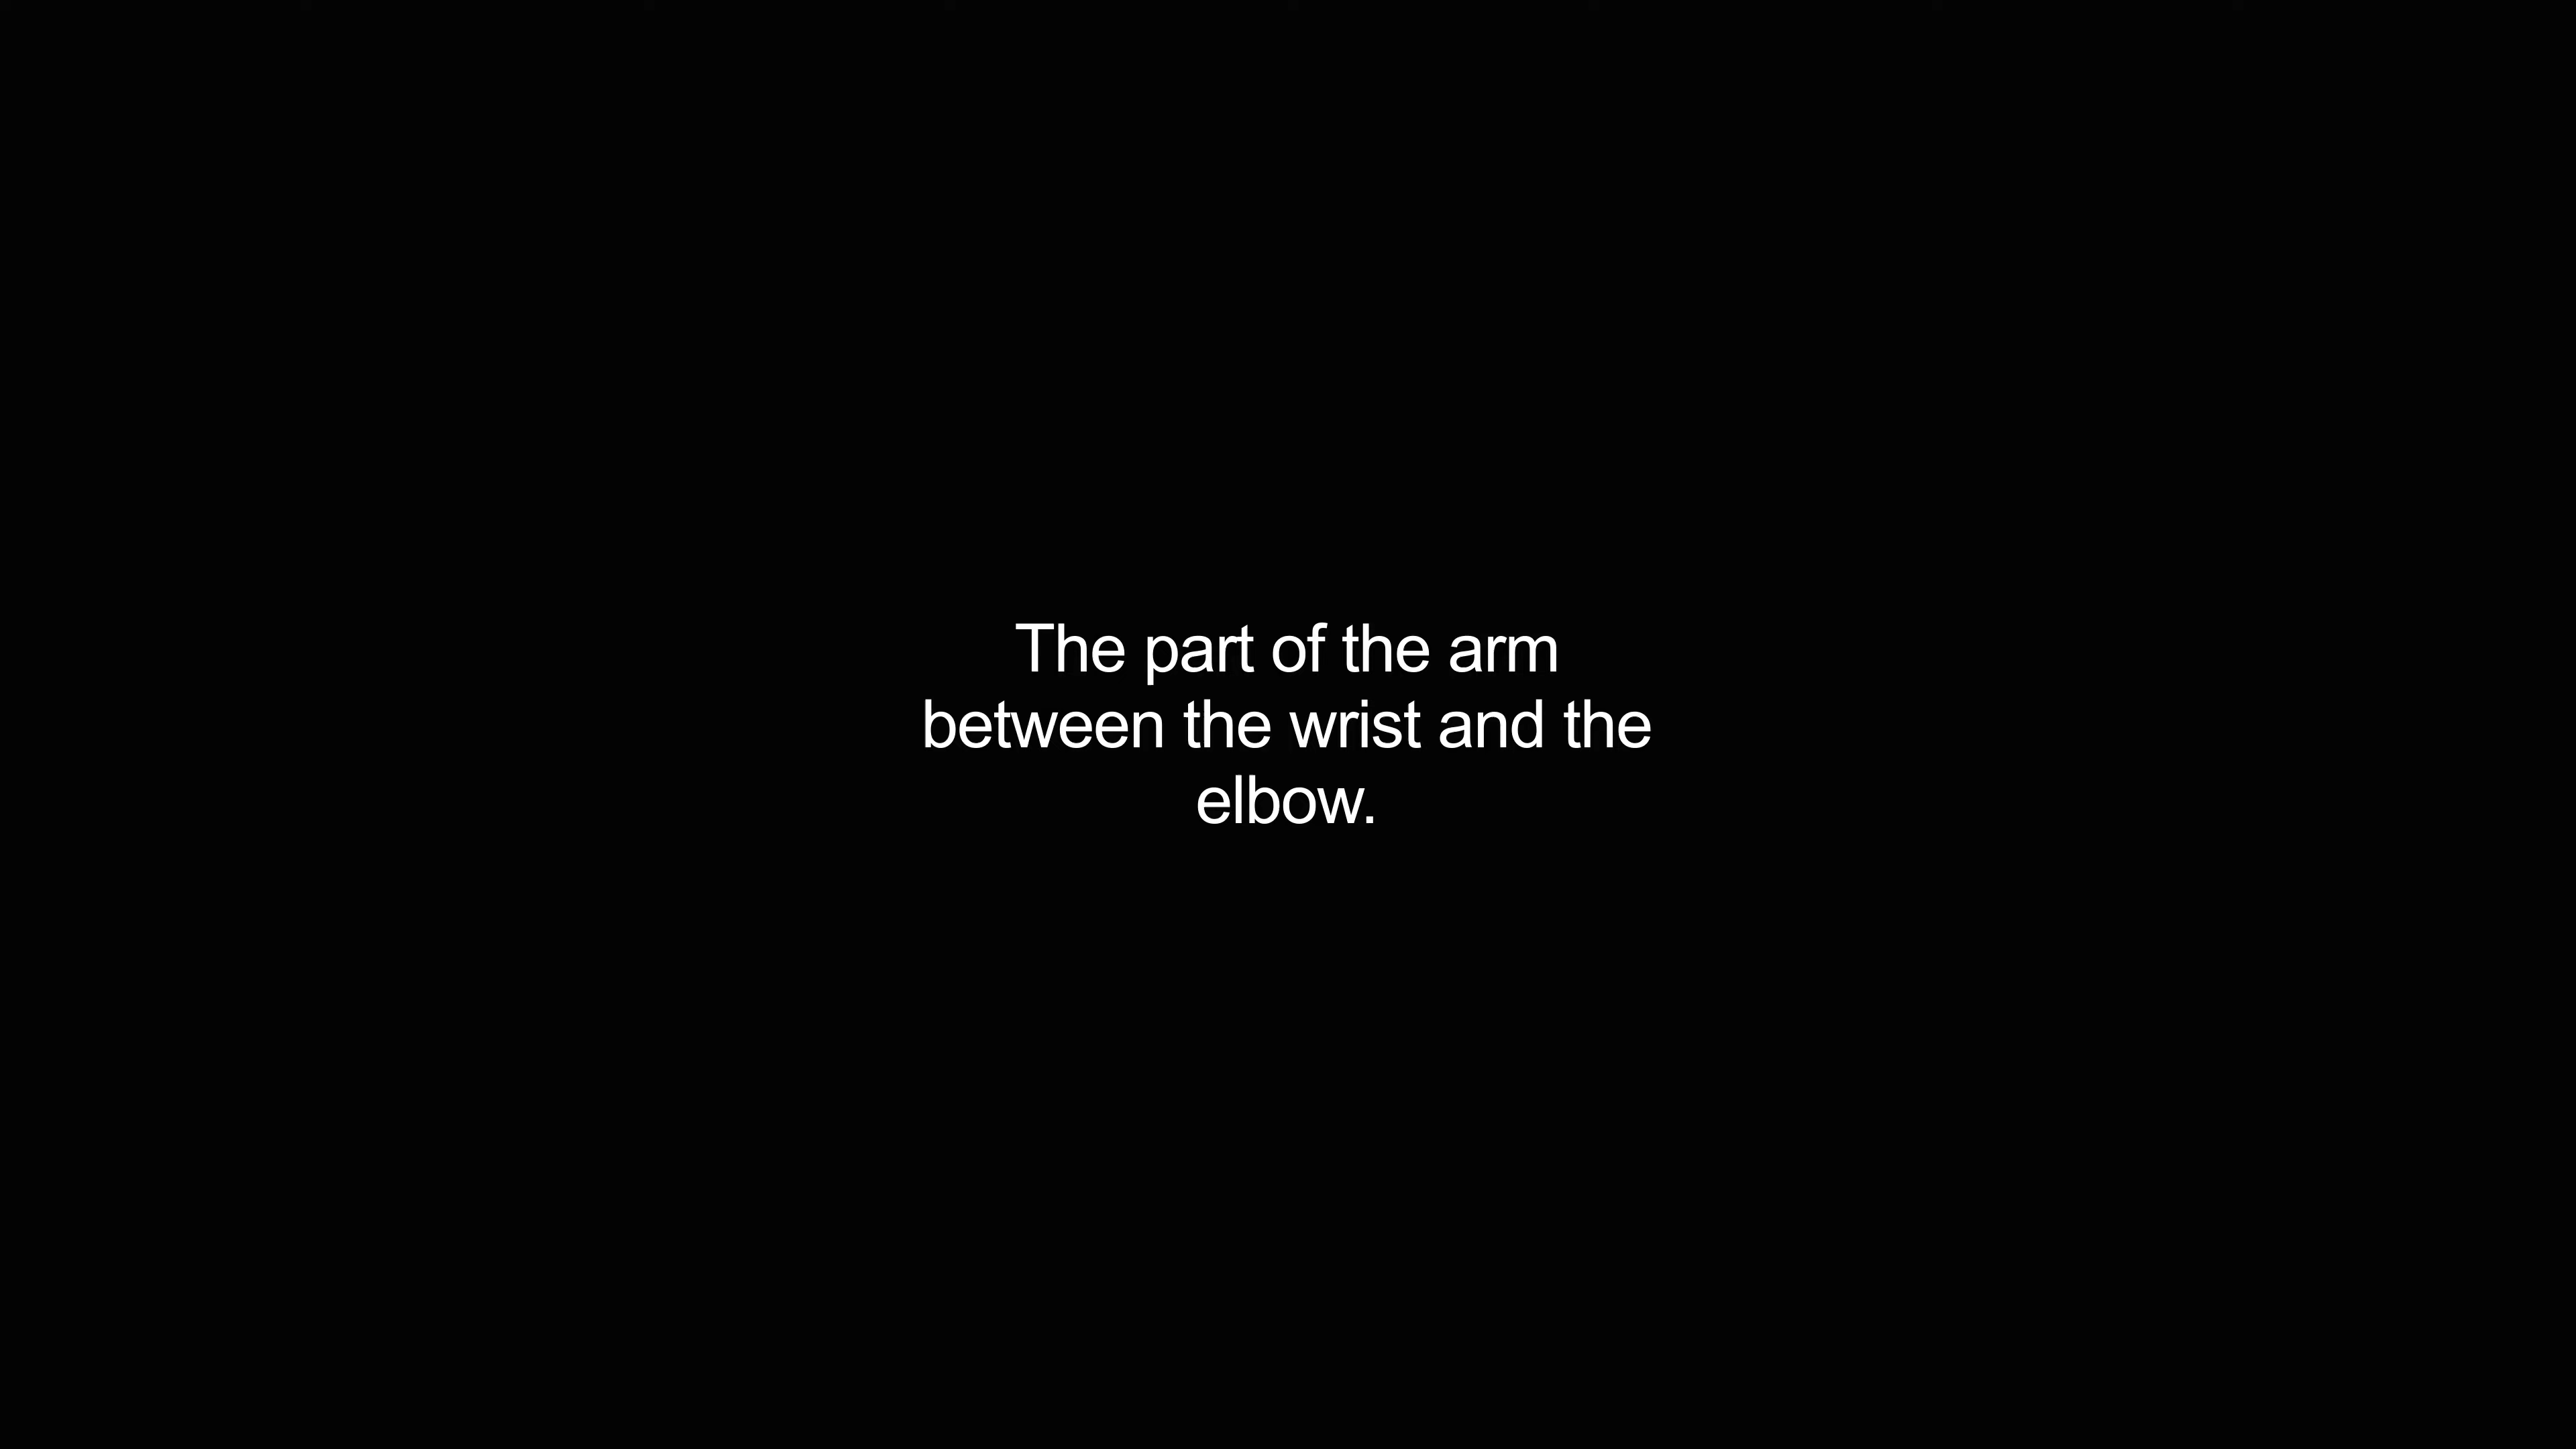 The part of the arm
between the wrist and the
elbow.